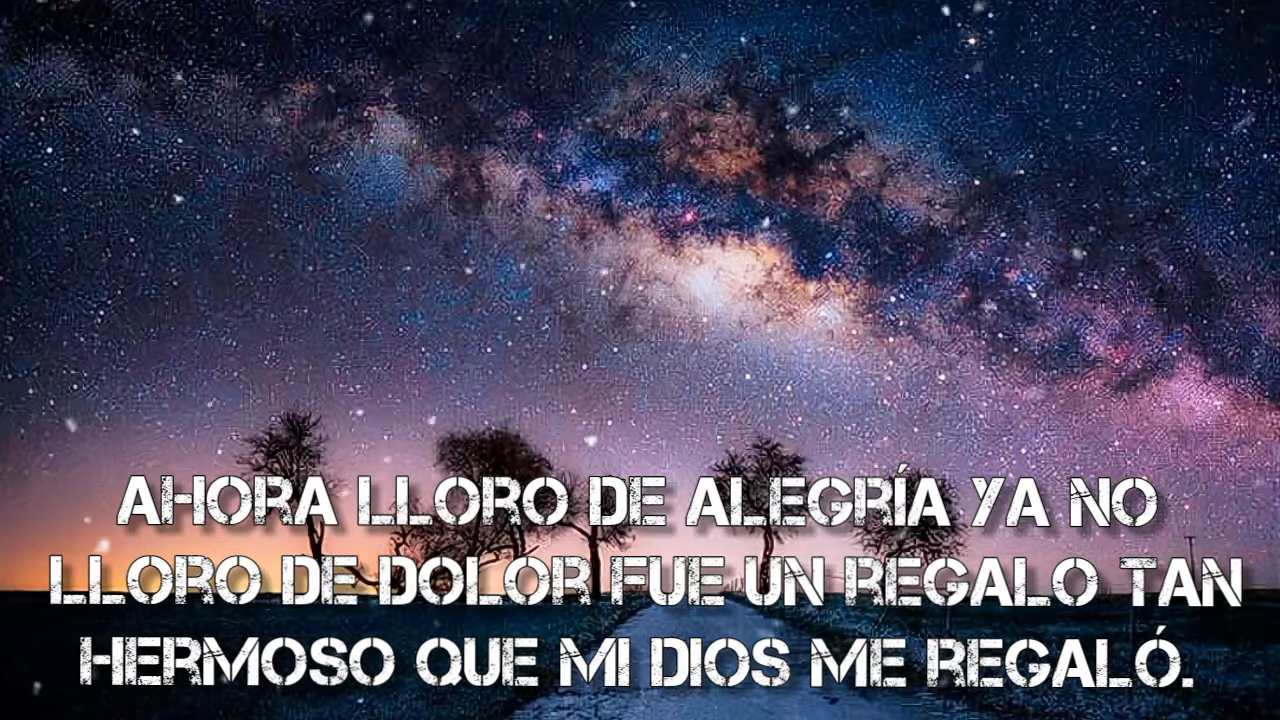 AHORA LLORO DE ALEGRÍA YA NO
LLORO DE DOLOR FUE UN REGALO TAN
HERMOSO QUE MI DIOS ME REGALÓ.